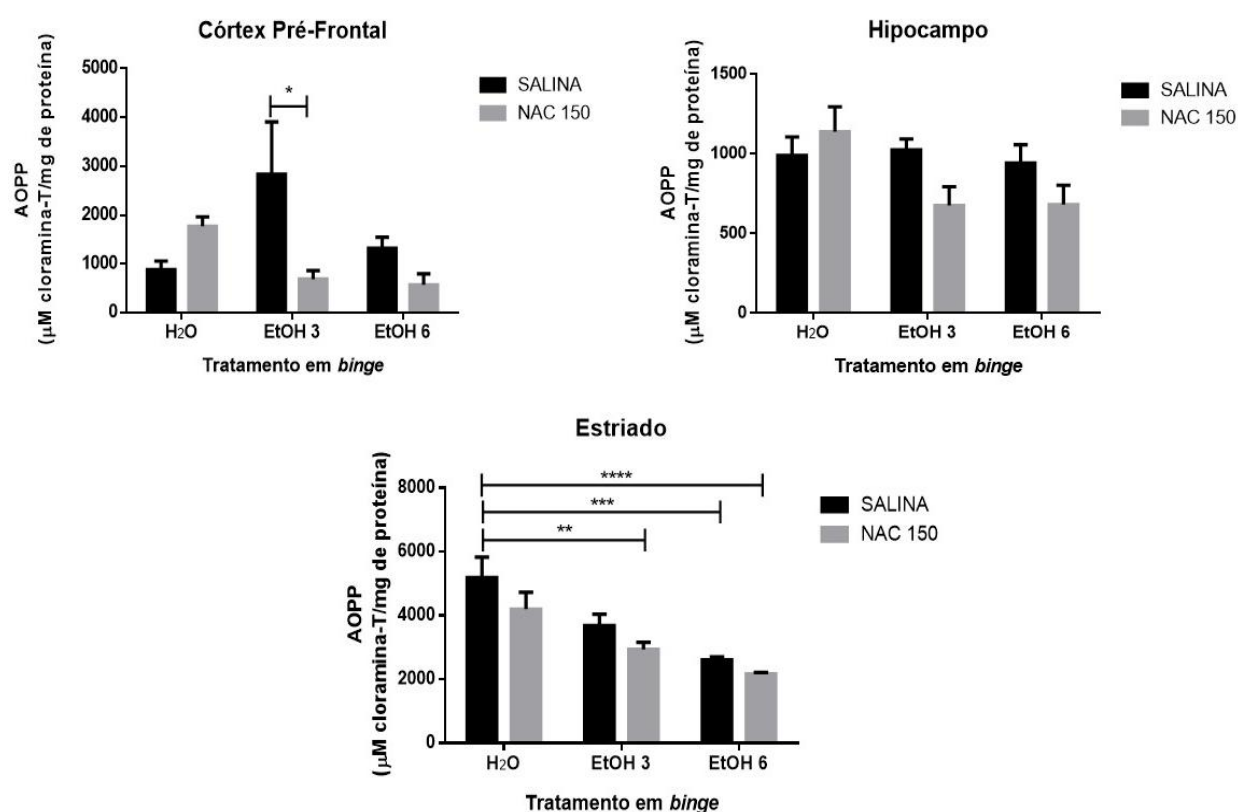 Córtex Pré-Frontal
AOPP
(µM cloramina-T/mg de proteína)
5000
4000
3000
2000
1000
0
*
SALINA
NAC 150
H2O
EtOH 3
EtOH 6
Tratamento em binge
Hipocampo
AOPP
(µM cloramina-T/mg de proteína)
1500
1000
500
0
SALINA
NAC 150
H2O
EtOH 3
EtOH 6
Tratamento em binge
Estriado
AOPP
(µM cloramina-T/mg de proteína)
8000
6000
4000
2000
0
****
***
**
SALINA
NAC 150
H2O
EtOH 3
EtOH 6
Tratamento em binge